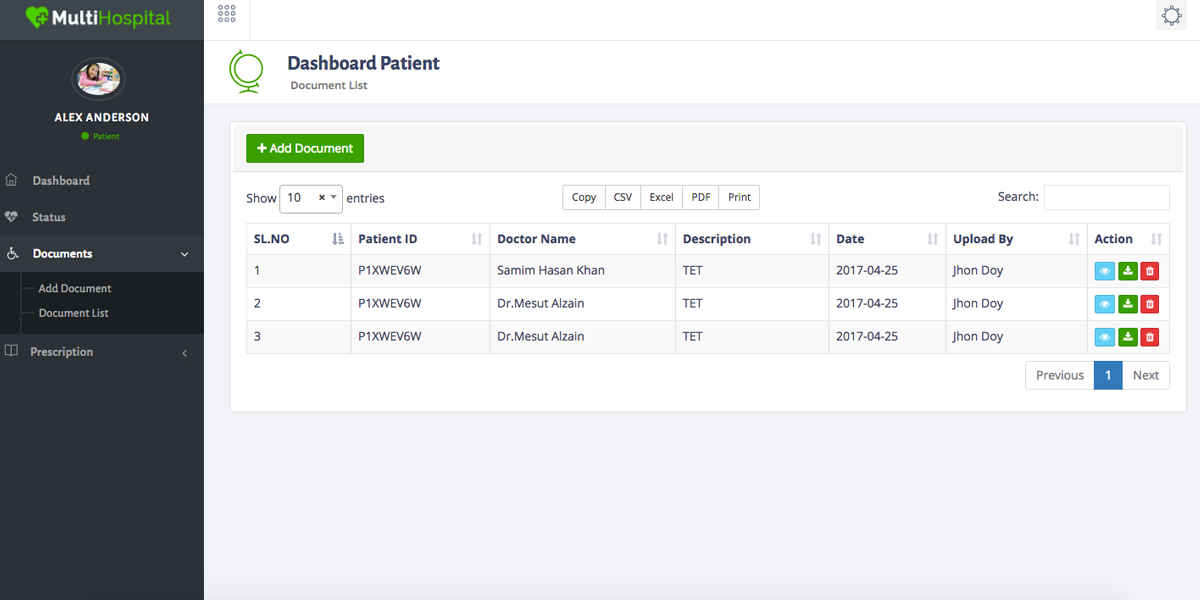 MultiHospital
ALEX ANDERSON
Patient
Dashboard
Status
Documents
Add Document
Document List
Prescription
Dashboard Patient
Document List
+ Add Document
Show 10 × entries
Copy CSV Excel PDF Print
Search:
SL.NO Patient ID Doctor Name Description Date Upload By Action
1 P1XWEV6W Samim Hasan Khan TET 2017-04-25 Jhon Doy
2 P1XWEV6W Dr.Mesut Alzain TET 2017-04-25 Jhon Doy
3 P1XWEV6W Dr.Mesut Alzain TET 2017-04-25 Jhon Doy
Previous 1 Next